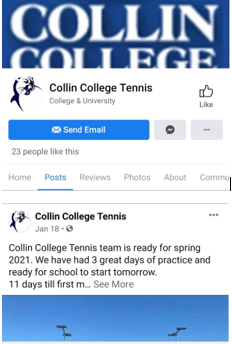 COLLIN
COLLEGE
Collin College Tennis
College & University
Like
Send Email
23 people like this
Home Posts Reviews Photos About Commu
Collin College Tennis
Jan 18 •
Collin College Tennis team is ready for spring
2021. We have had 3 great days of practice and
ready for school to start tomorrow.
11 days till first m... See More